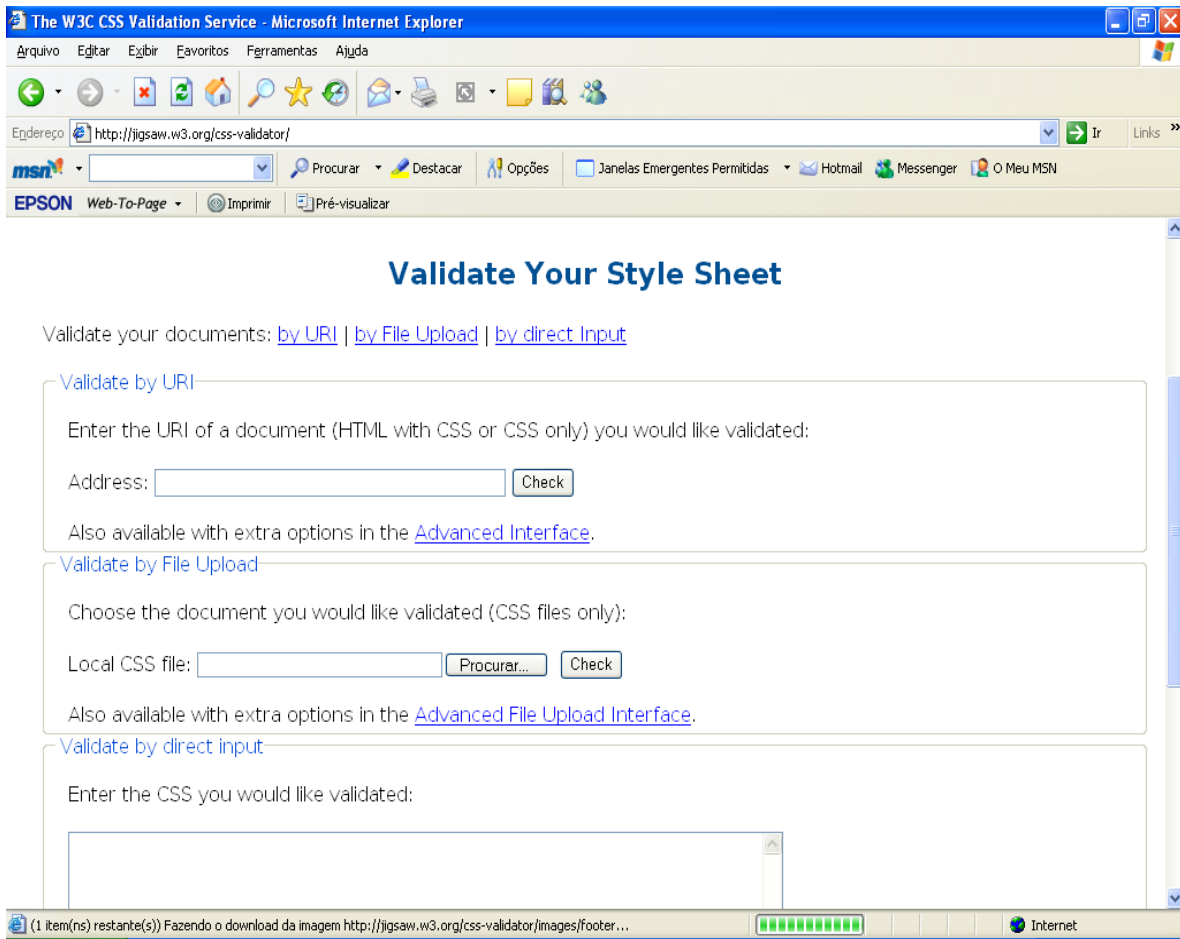 The W3C CSS Validation Service - Microsoft Internet Explorer
Arquivo Editar Exibir Favoritos Ferramentas Ajuda
Endereço http://jigsaw.w3.org/css-validator/ Ir Links »
msn Procurar Destacar Opções Janelas Emergentes Permitidas Hotmail Messenger O Meu MSN
EPSON Web-To-Page Imprimir Pré-visualizar
Validate Your Style Sheet
Validate your documents: by URI | by File Upload | by direct Input
Validate by URI
Enter the URI of a document (HTML with CSS or CSS only) you would like validated:
Address: Check
Also available with extra options in the Advanced Interface.
Validate by File Upload
Choose the document you would like validated (CSS files only):
Local CSS file: Procurar... Check
Also available with extra options in the Advanced File Upload Interface.
Validate by direct input
Enter the CSS you would like validated:
(1 item(ns) restante(s)) Fazendo o download da imagem http://jigsaw.w3.org/css-validator/images/footer... Internet